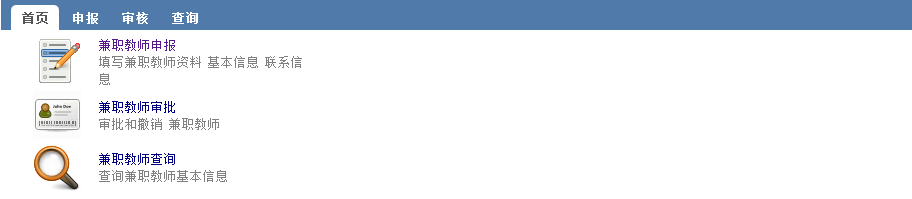 首页 申报 审核 查询
兼职教师申报
填写兼职教师资料 基本信息 联系信
息
John Doe
兼职教师审批
审批和撤销 兼职教师
兼职教师查询
查询兼职教师基本信息